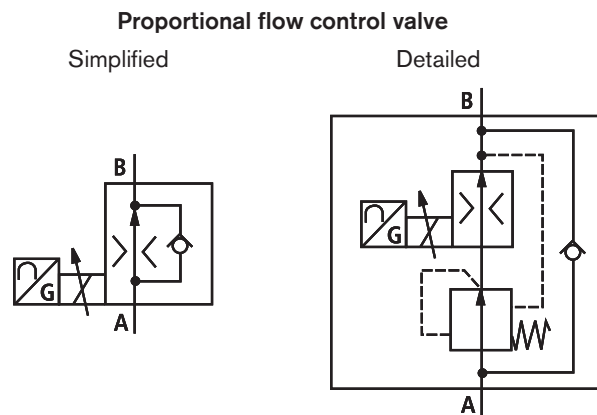 Proportional flow control valve
Simplified
Detailed
B
G
A
B
G
A